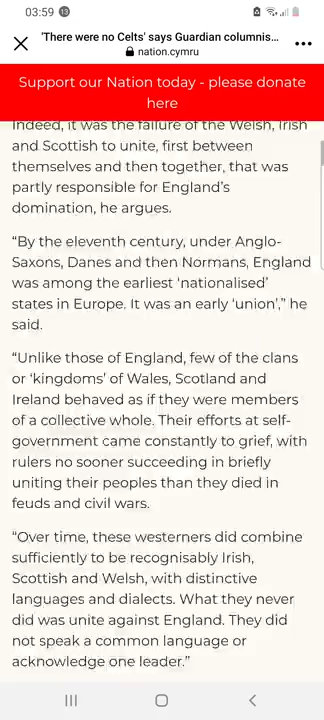 03:59 13
'There were no Celts' says Guardian columnis...
nation.cymru
Support our Nation today - please donate
here
Indeed, it was the failure of the Welsh, Irish
and Scottish to unite, first between
themselves and then together, that was
partly responsible for England's
domination, he argues.
“By the eleventh century, under Anglo-
Saxons, Danes and then Normans, England
was among the earliest ‘nationalised’
states in Europe. It was an early ‘union’,” he
said.
“Unlike those of England, few of the clans
or ‘kingdoms’ of Wales, Scotland and
Ireland behaved as if they were members
of a collective whole. Their efforts at self-
government came constantly to grief, with
rulers no sooner succeeding in briefly
uniting their peoples than they died in
feuds and civil wars.
“Over time, these westerners did combine
sufficiently to be recognisably Irish,
Scottish and Welsh, with distinctive
languages and dialects. What they never
did was unite against England. They did
not speak a common language or
acknowledge one leader.”